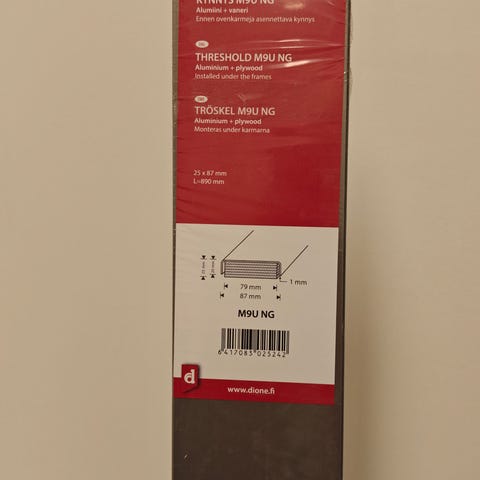 KYNNYS M9U NG
Alumiini + vaneri
Ennen ovenkarmeja asennettava kynnys
THRESHOLD M9U NG
Aluminium + plywood
Installed under the frames
TRÖSKEL M9U NG
Aluminium + plywood
Monteras under karmarna
25 x 87 mm
L=890 mm
1 mm
79 mm
87 mm
M9U NG
6 417083 025242
d
www.dione.fi